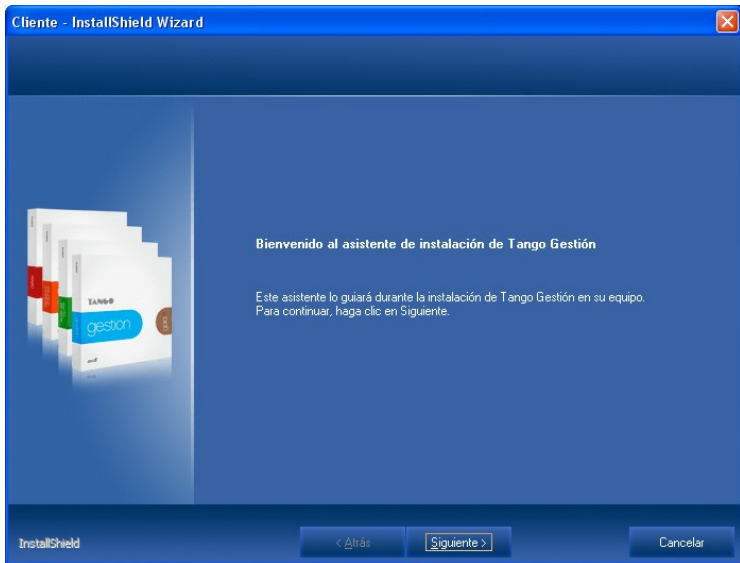 Cliente - InstallShield Wizard
Bienvenido al asistente de instalación de Tango Gestión
Este asistente lo guiará durante la instalación de Tango Gestión en su equipo.
Para continuar, haga clic en Siguiente.
TANGO
gestion
InstallShield
< Atrás
Siguiente >
Cancelar